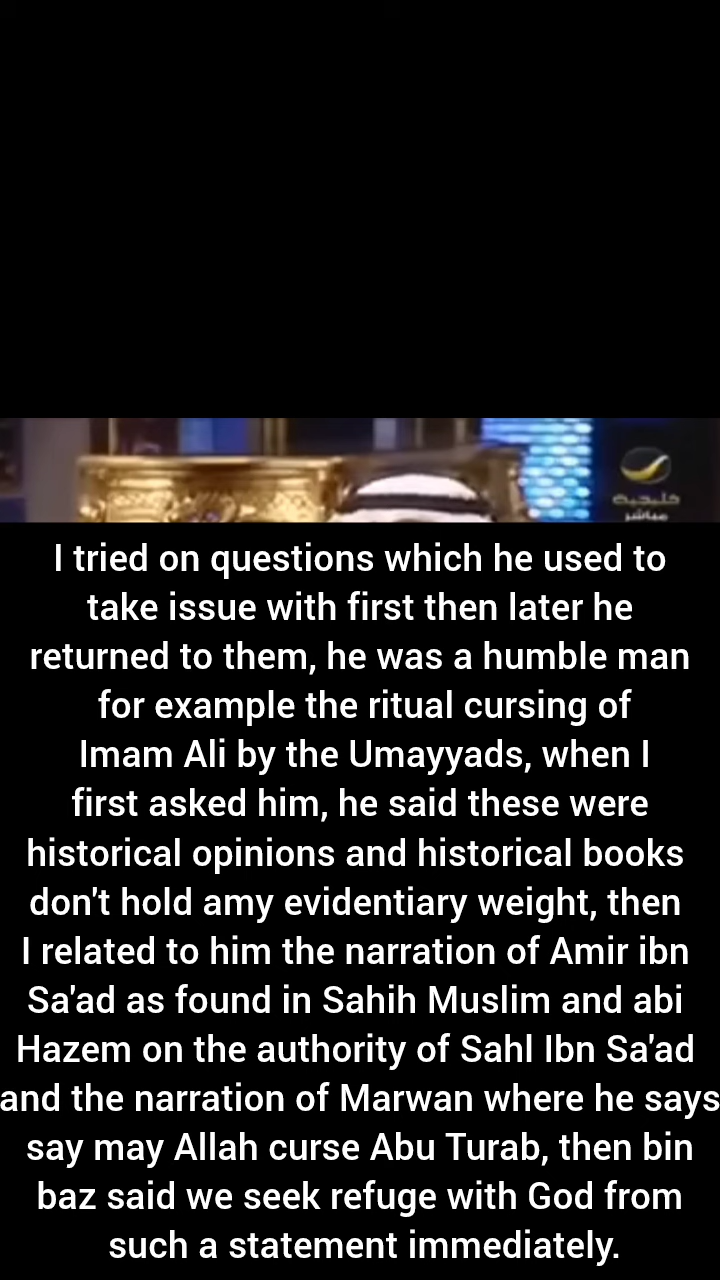 خليجية
مباشر
I tried on questions which he used to
take issue with first then later he
returned to them, he was a humble man
for example the ritual cursing of
Imam Ali by the Umayyads, when I
first asked him, he said these were
historical opinions and historical books
don't hold amy evidentiary weight, then
I related to him the narration of Amir ibn
Sa'ad as found in Sahih Muslim and abi
Hazem on the authority of Sahl Ibn Sa'ad
and the narration of Marwan where he says
say may Allah curse Abu Turab, then bin
baz said we seek refuge with God from
such a statement immediately.